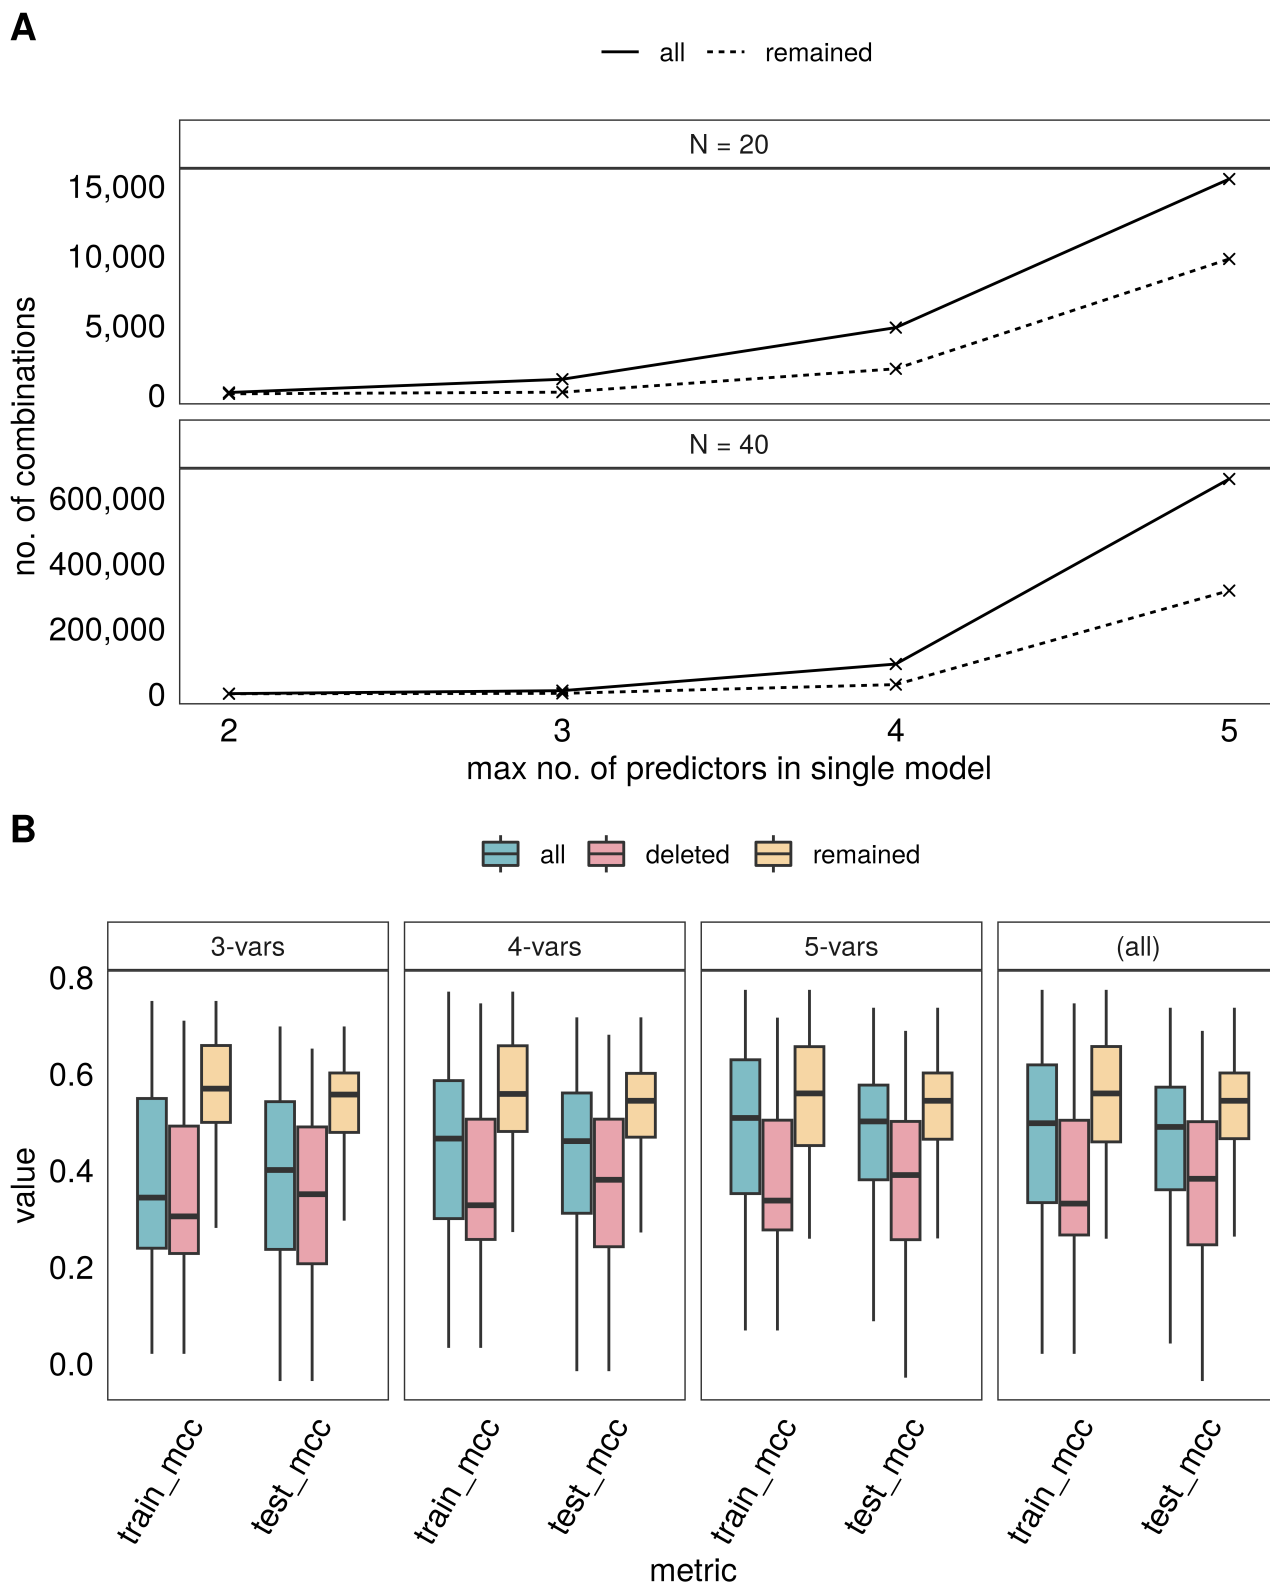 A
all remained
N = 20
15,000
10,000
5,000
0
no. of combinations
N = 40
600,000
400,000
200,000
0
2 3 4 5
max no. of predictors in single model
B
all deleted remained
3-vars 4-vars 5-vars (all)
0.8
0.6
0.4
0.2
0.0
value
train_mcc test_mcc train_mcc test_mcc train_mcc test_mcc train_mcc test_mcc
metric